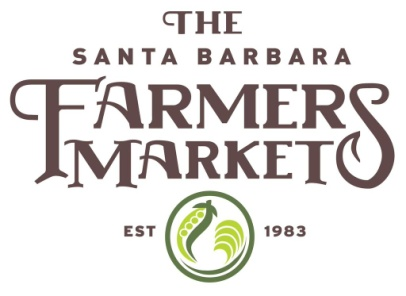 THE
SANTA BARBARA
FARMERS
MARKET
EST 1983